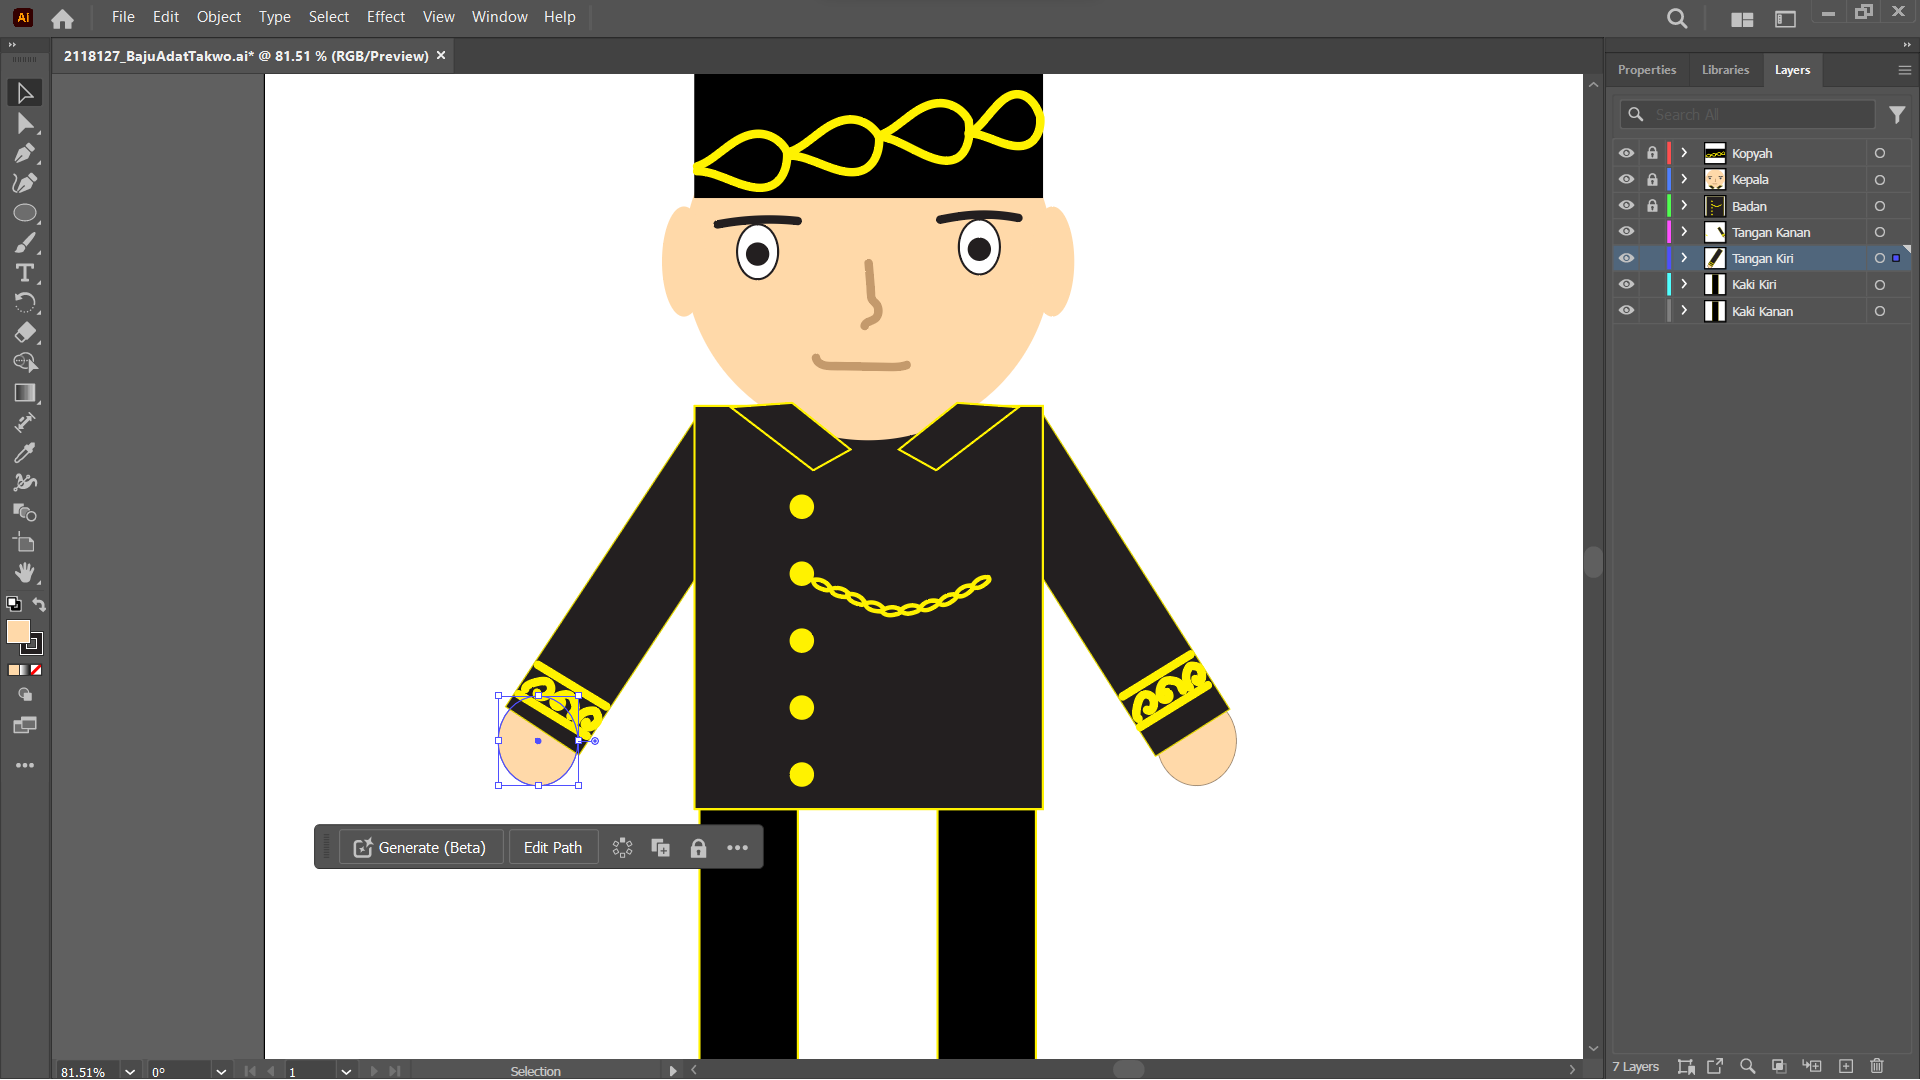 Ai File Edit Object Type Select Effect View Window Help
2118127_BajuAdatTakwo.ai* @ 81.51 % (RGB/Preview)
Properties Libraries Layers
Search All
Kopyah
Kepala
Badan
Tangan Kanan
Tangan Kiri
Kaki Kiri
Kaki Kanan
Generate (Beta) Edit Path
81.51% 0° 1 Selection
7 Layers